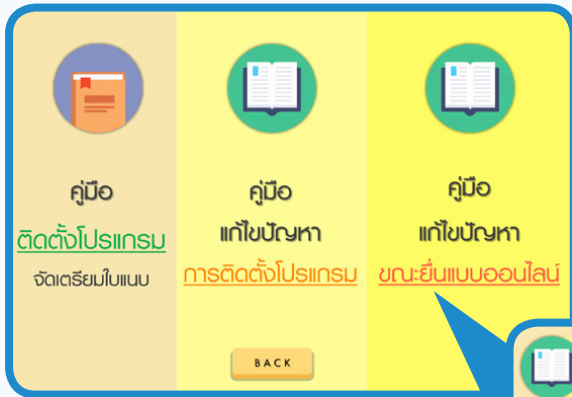 คู่มือ
ติดตั้งโปรแกรม
จัดเตรียมใบแนบ
คู่มือ
แก้ไขปัญหา
การติดตั้งโปรแกรม
คู่มือ
แก้ไขปัญหา
ขณะยื่นแบบออนไลน์
BACK